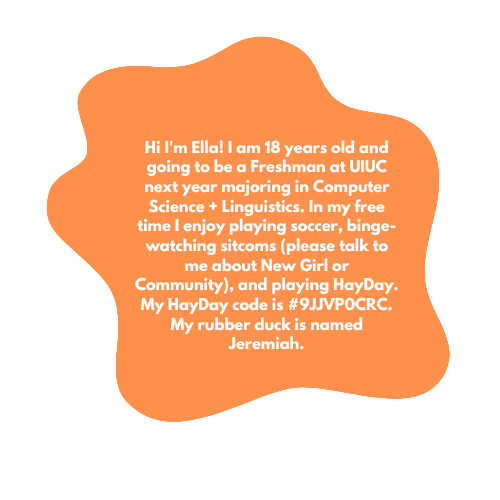 Hi I'm Ella! I am 18 years old and
going to be a Freshman at UIUC
next year majoring in Computer
Science + Linguistics. In my free
time I enjoy playing soccer, binge-
watching sitcoms (please talk to
me about New Girl or
Community), and playing HayDay.
My HayDay code is #9JJVP0CRC.
My rubber duck is named
Jeremiah.